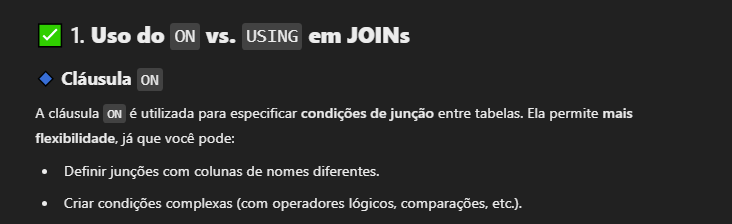 ✅ 1. Uso do ON vs. USING em JOINs
🔹 Cláusula ON
A cláusula ON é utilizada para especificar condições de junção entre tabelas. Ela permite mais
flexibilidade, já que você pode:
• Definir junções com colunas de nomes diferentes.
• Criar condições complexas (com operadores lógicos, comparações, etc.).